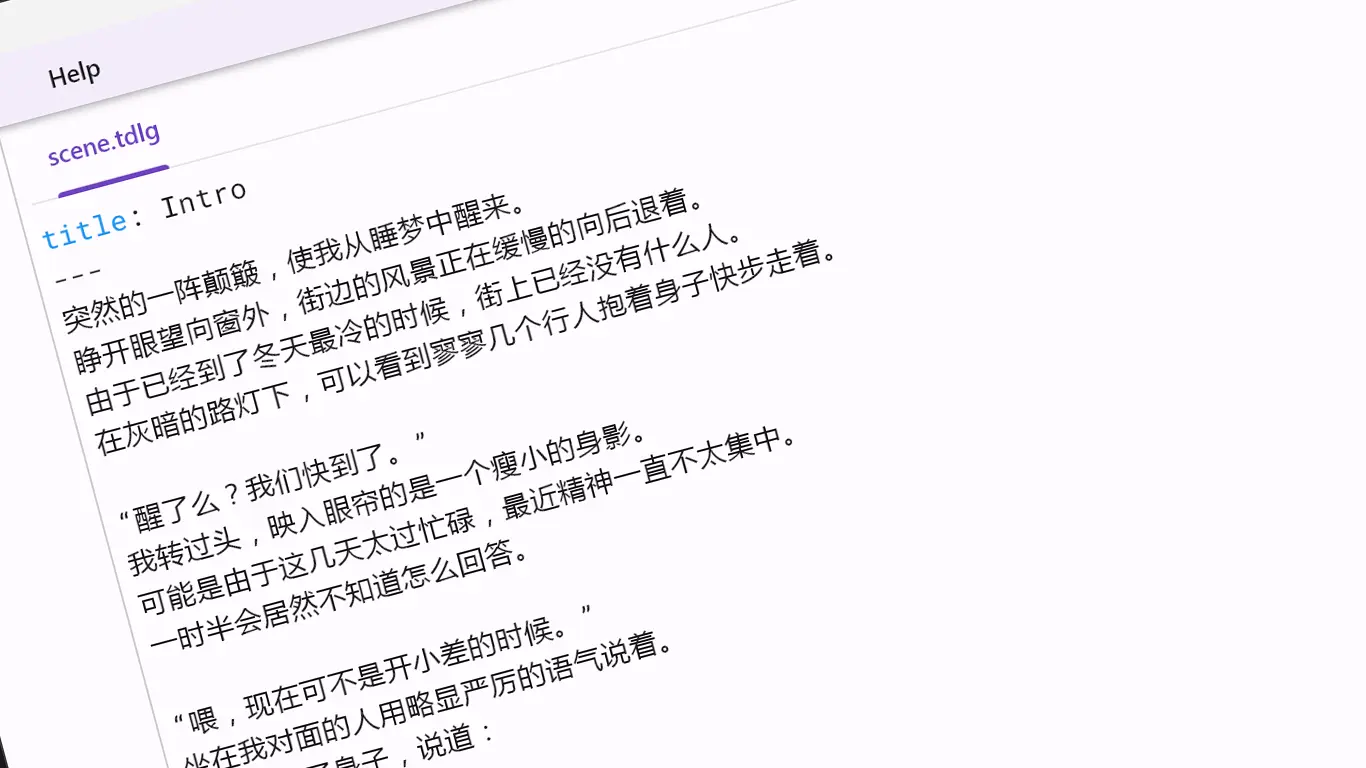 Help
scene.tdlg
title: Intro
---
突然的一阵颠簸，使我从睡梦中醒来。
睁开眼望向窗外，街边的风景正在缓慢的向后退着。
由于已经到了冬天最冷的时候，街上已经没有什么人。
在灰暗的路灯下，可以看到寥寥几个行人抱着身子快步走着。
“醒了么？我们快到了。”
我转过头，映入眼帘的是一个瘦小的身影。
可能是由于这几天太过忙碌，最近精神一直不太集中。
一时半会居然不知道怎么回答。
“喂，现在可不是开小差的时候。”
坐在我对面的人用略显严厉的语气说着。
了身子，说道：